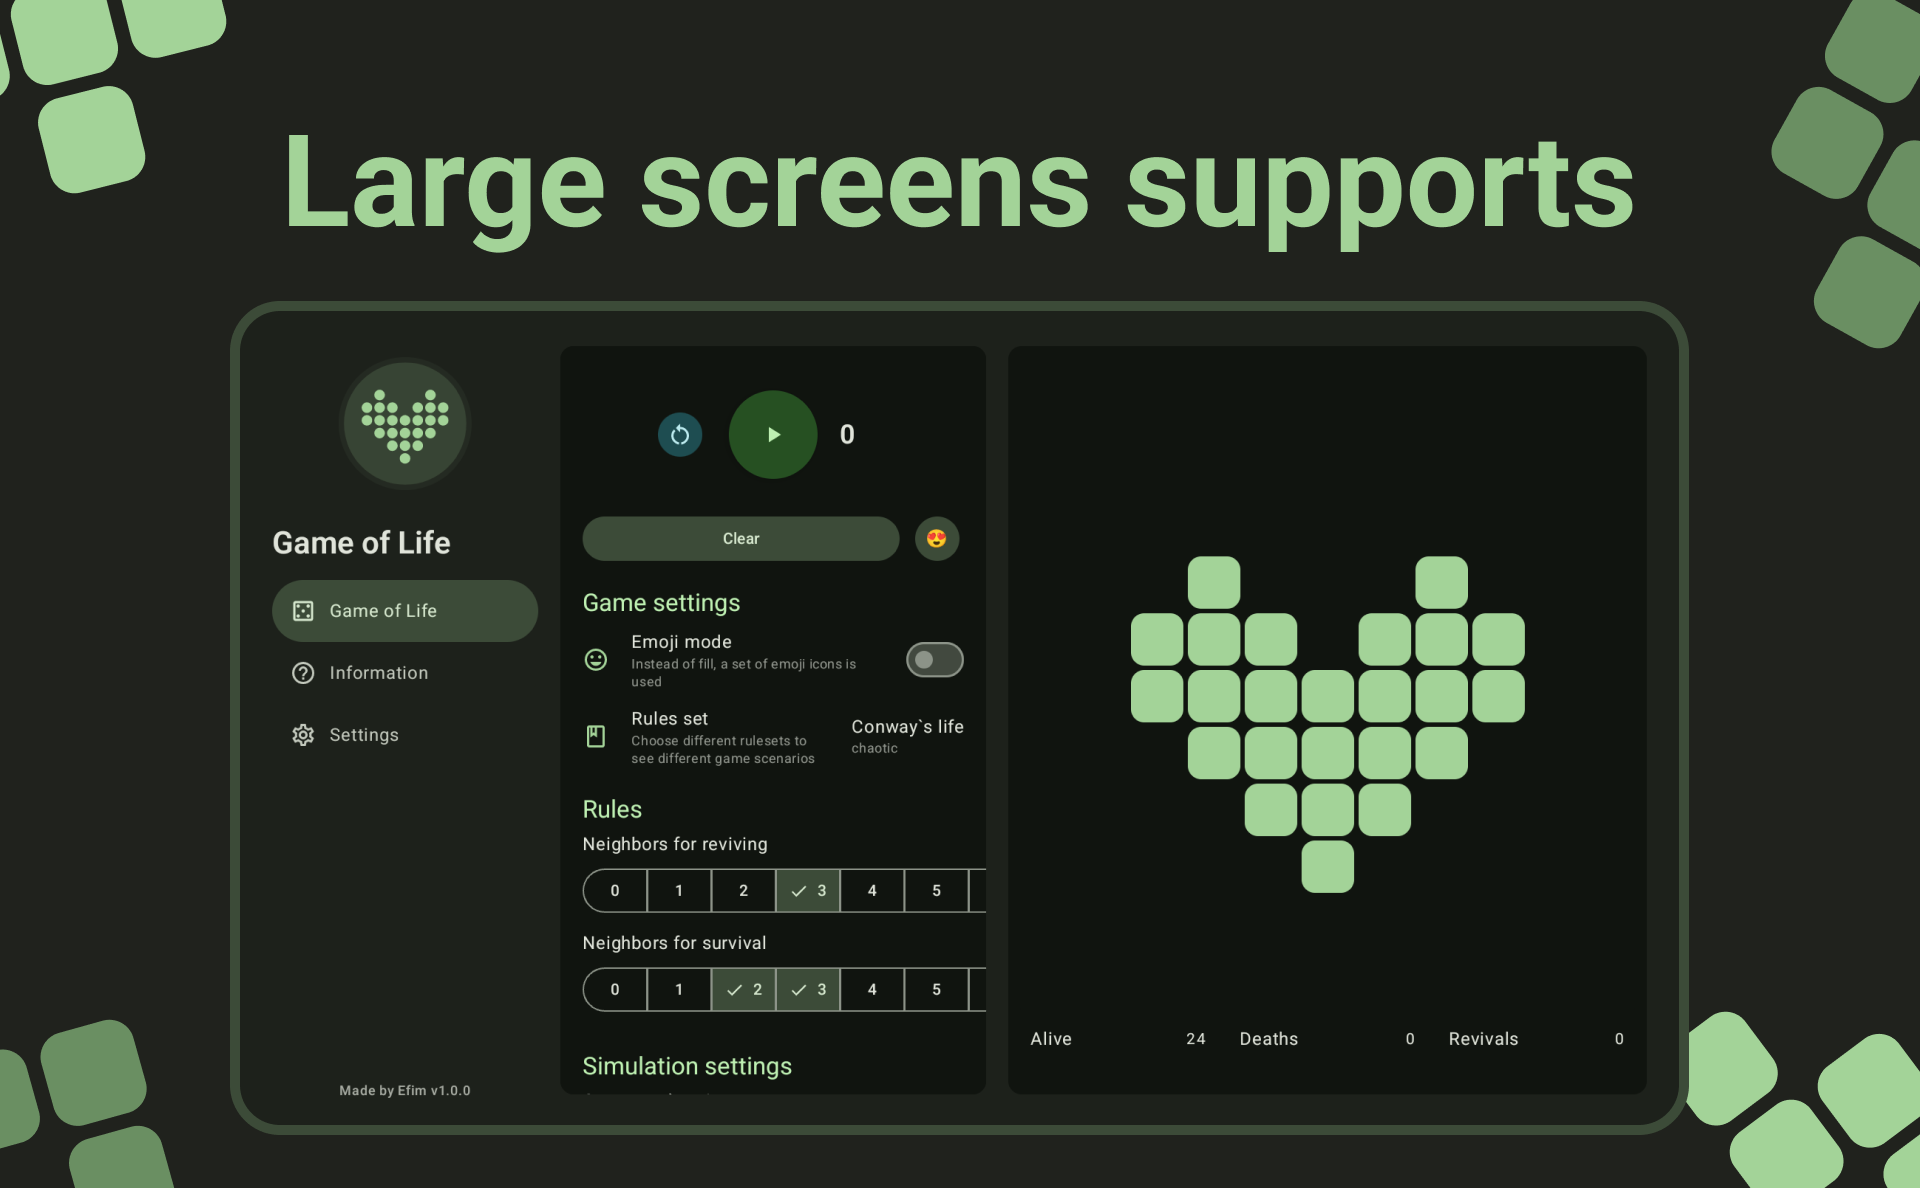 Large screens supports
Game of Life
Game of Life
Information
Settings
Made by Efim v1.0.0
0
Clear
Game settings
Emoji mode
Instead of fill, a set of emoji icons is
used
Rules set
Choose different rulesets to
see different game scenarios
Conway`s life
chaotic
Rules
Neighbors for reviving
0 1 2 3 4 5
Neighbors for survival
0 1 2 3 4 5
Simulation settings
Alive 24 Deaths 0 Revivals 0